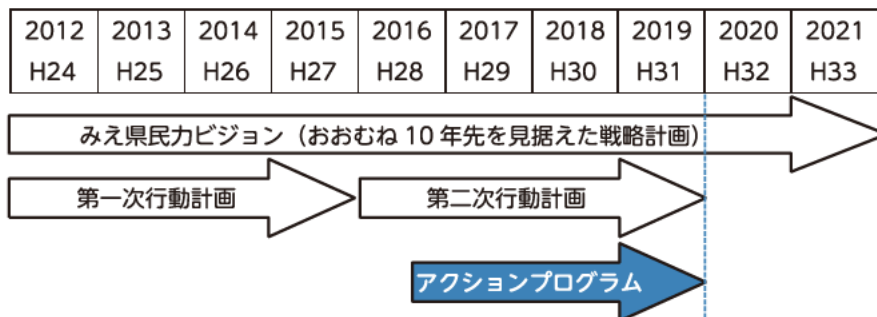 2012 2013 2014 2015 2016 2017 2018 2019 2020 2021
H24 H25 H26 H27 H28 H29 H30 H31 H32 H33
みえ県民力ビジョン（おおむね 10 年先を見据えた戦略計画）
第一次行動計画 第二次行動計画
アクションプログラム